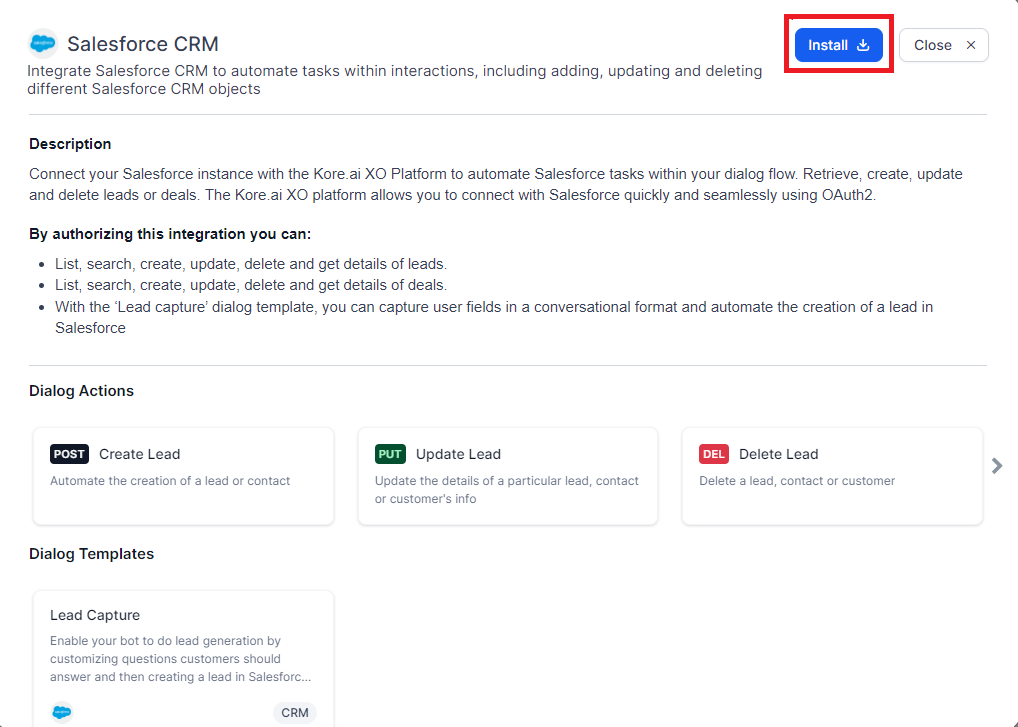 Salesforce CRM
Install
Close
Integrate Salesforce CRM to automate tasks within interactions, including adding, updating and deleting
different Salesforce CRM objects
Description
Connect your Salesforce instance with the Kore.ai XO Platform to automate Salesforce tasks within your dialog flow. Retrieve, create, update
and delete leads or deals. The Kore.ai XO platform allows you to connect with Salesforce quickly and seamlessly using OAuth2.
By authorizing this integration you can:
• List, search, create, update, delete and get details of leads.
• List, search, create, update, delete and get details of deals.
• With the ‘Lead capture’ dialog template, you can capture user fields in a conversational format and automate the creation of a lead in
Salesforce
Dialog Actions
POST Create Lead
Automate the creation of a lead or contact
PUT Update Lead
Update the details of a particular lead, contact
or customer's info
DEL Delete Lead
Delete a lead, contact or customer
Dialog Templates
Lead Capture
Enable your bot to do lead generation by
customizing questions customers should
answer and then creating a lead in Salesforc...
CRM